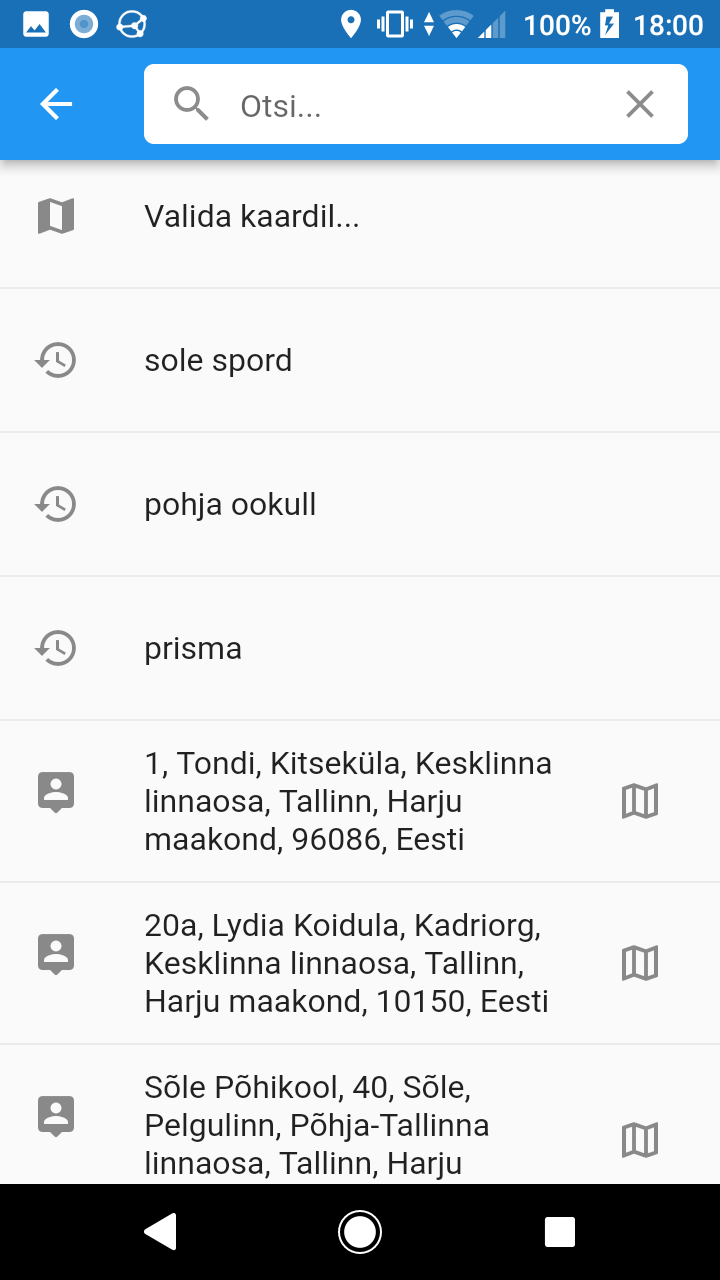 100% 18:00
Otsi...
Valida kaardil...
sole spord
pohja ookull
prisma
1, Tondi, Kitseküla, Kesklinna
linnaosa, Tallinn, Harju
maakond, 96086, Eesti
20a, Lydia Koidula, Kadriorg,
Kesklinna linnaosa, Tallinn,
Harju maakond, 10150, Eesti
Sõle Põhikool, 40, Sõle,
Pelgulinn, Põhja-Tallinna
linnaosa, Tallinn, Harju